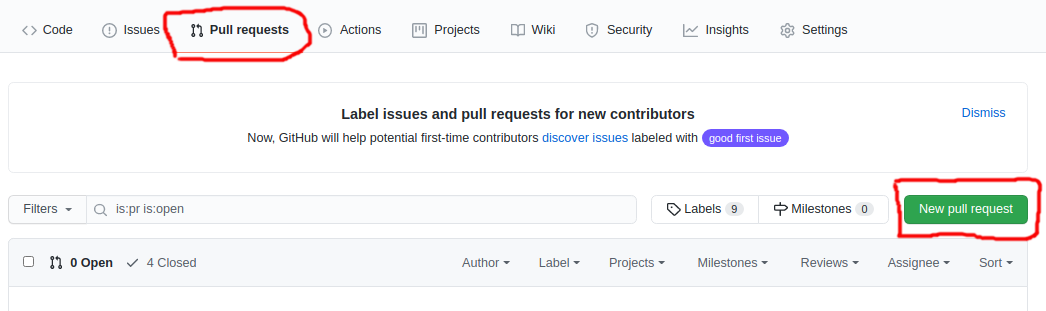 Code Issues Pull requests Actions Projects Wiki Security Insights Settings
Label issues and pull requests for new contributors
Dismiss
Now, GitHub will help potential first-time contributors discover issues labeled with good first issue
Filters is:pr is:open Labels 9 Milestones 0 New pull request
0 Open 4 Closed Author Label Projects Milestones Reviews Assignee Sort